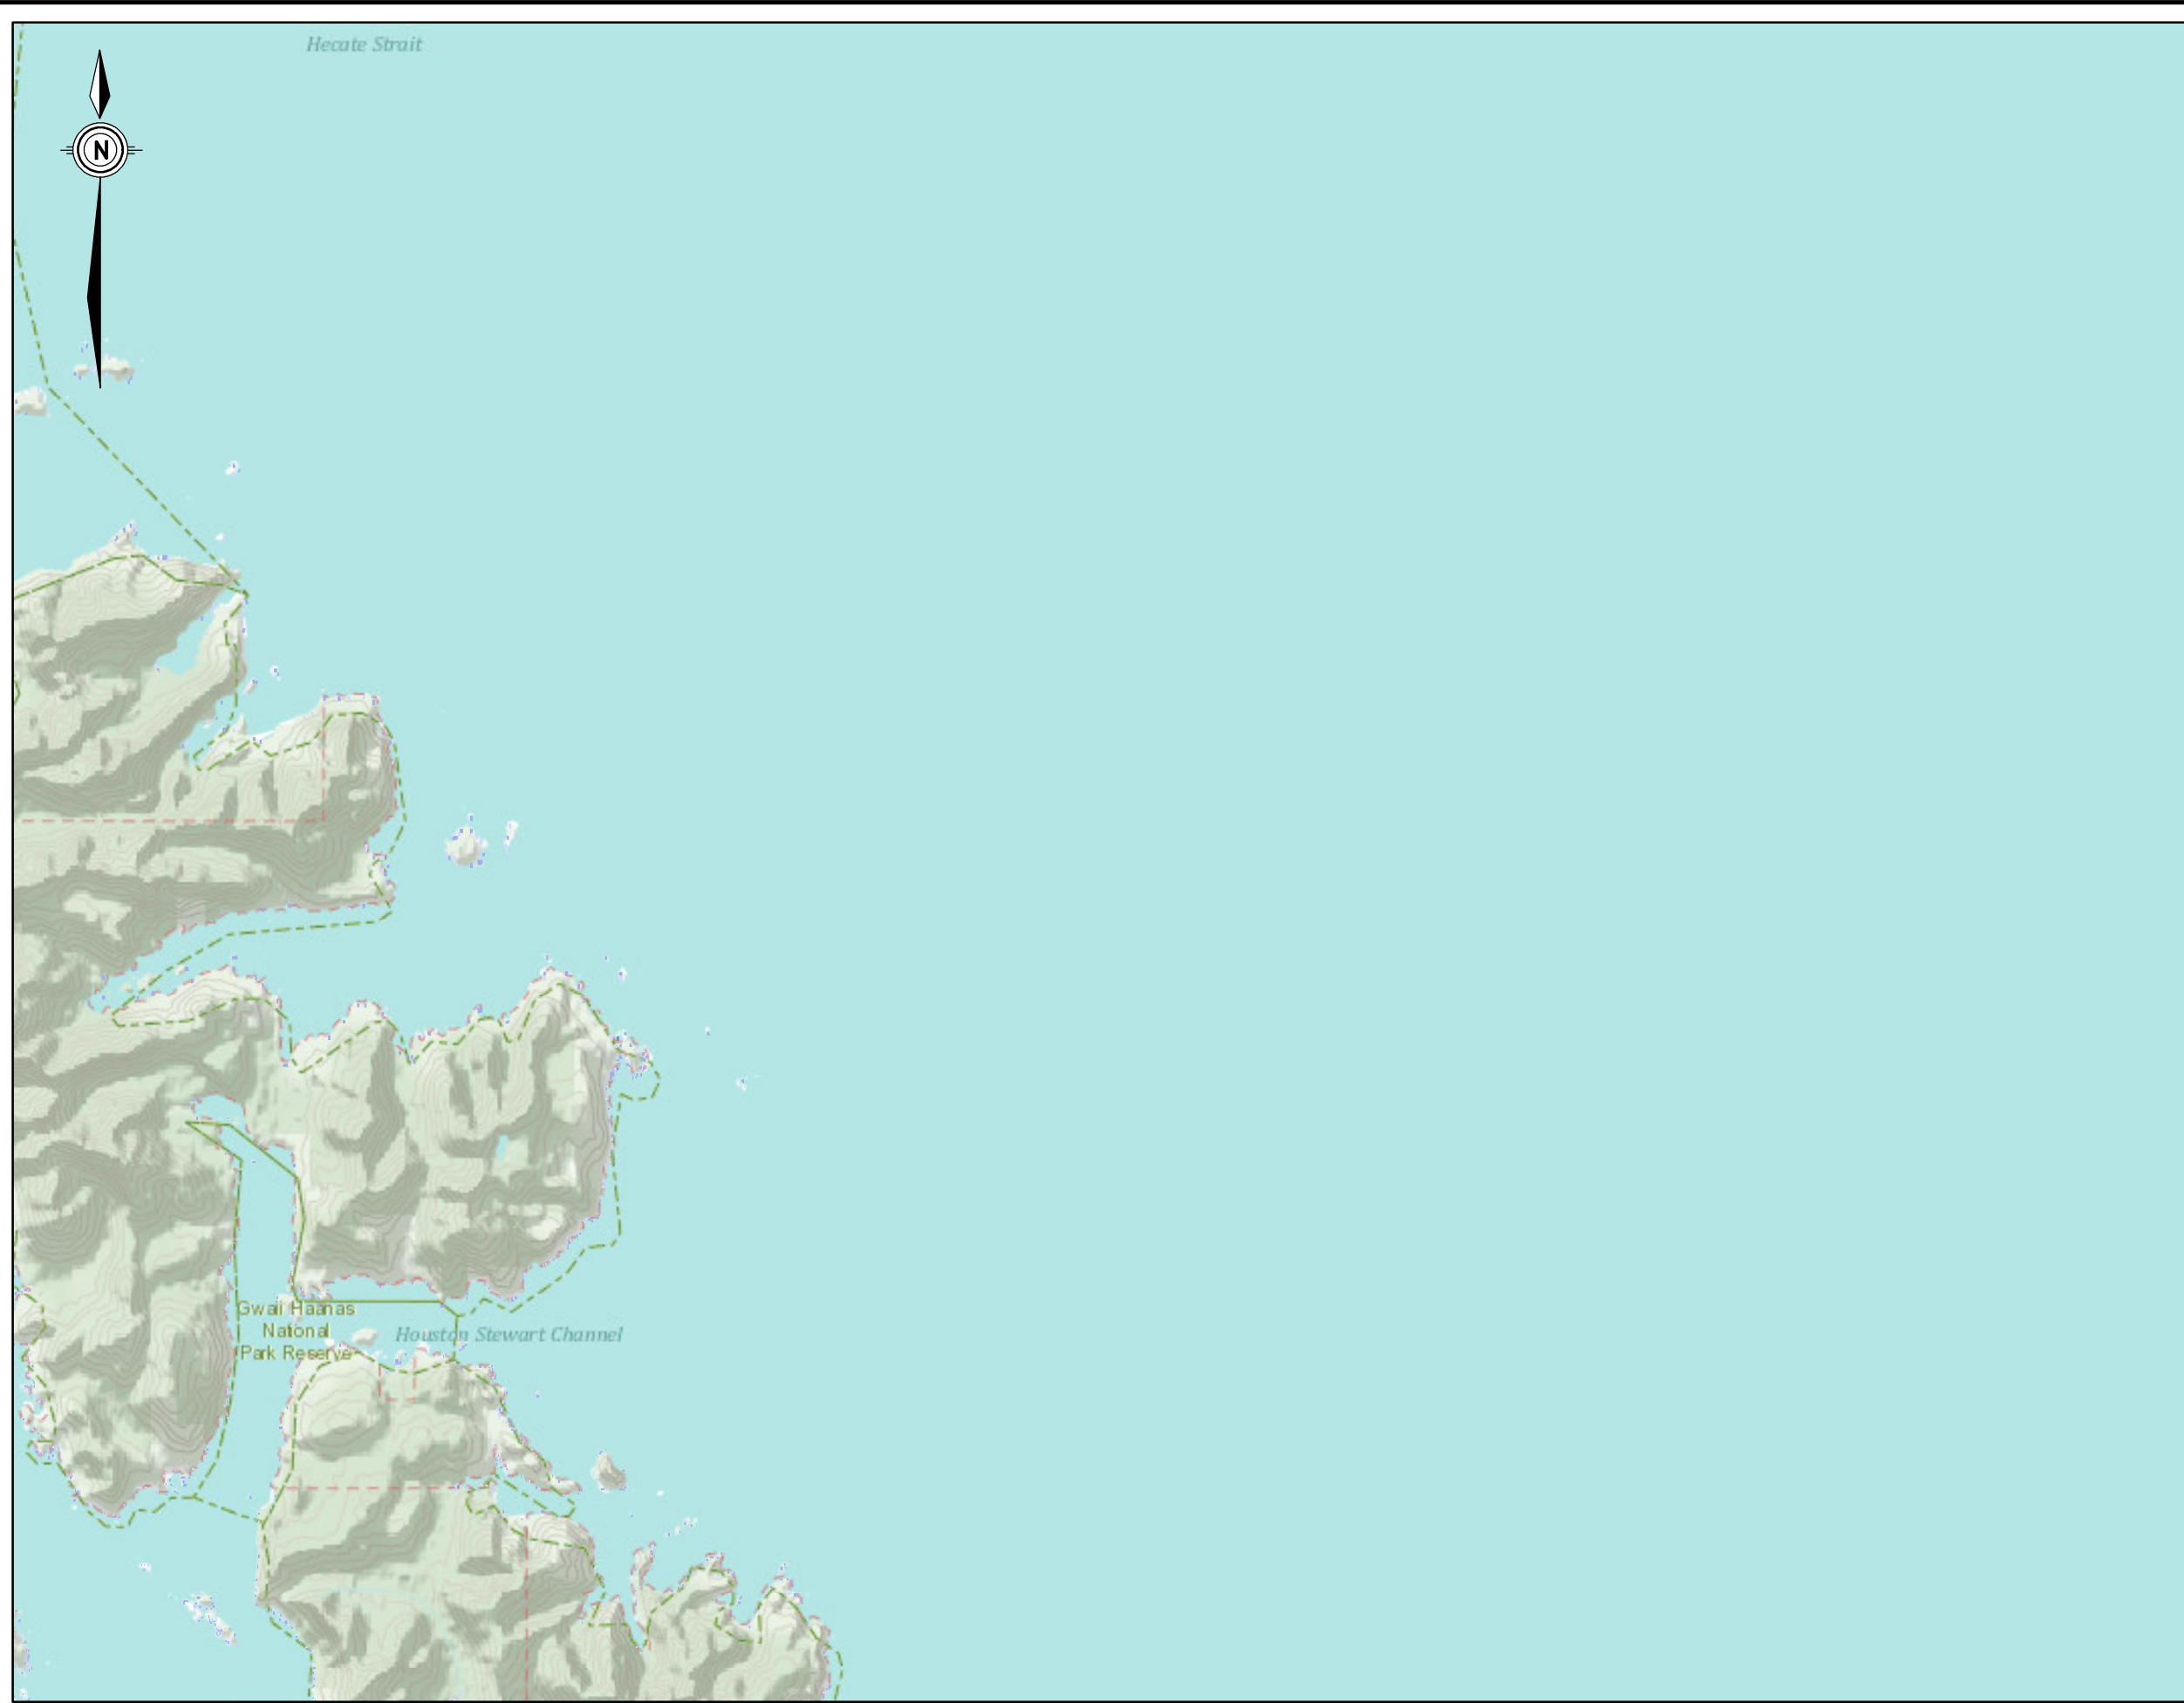 Hecate Strait
N
Gwaii Haanas
National
Park Reserve
Houston Stewart Channel